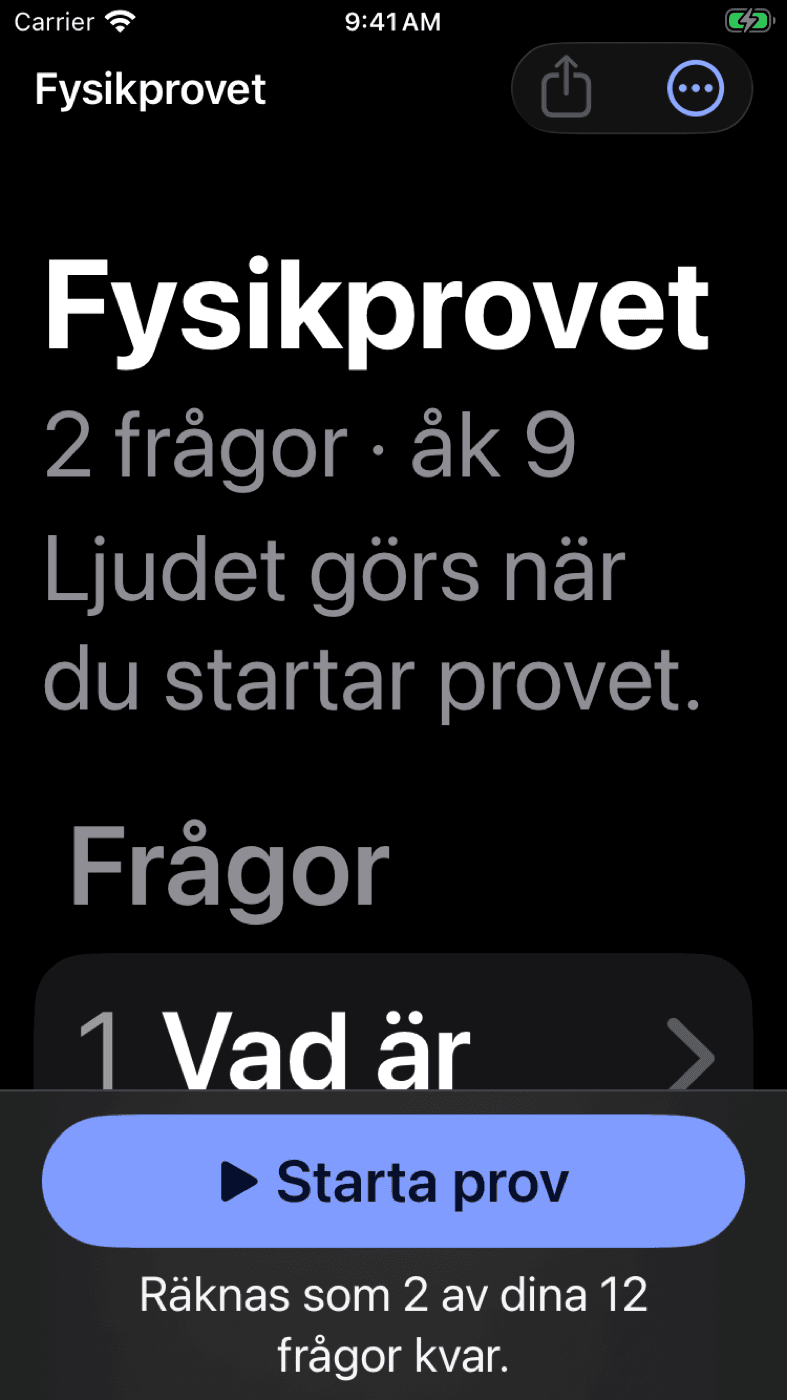 Carrier 9:41 AM
Fysikprovet
Fysikprovet
2 frågor · åk 9
Ljudet görs när
du startar provet.
Frågor
1 Vad är
Starta prov
Räknas som 2 av dina 12
frågor kvar.